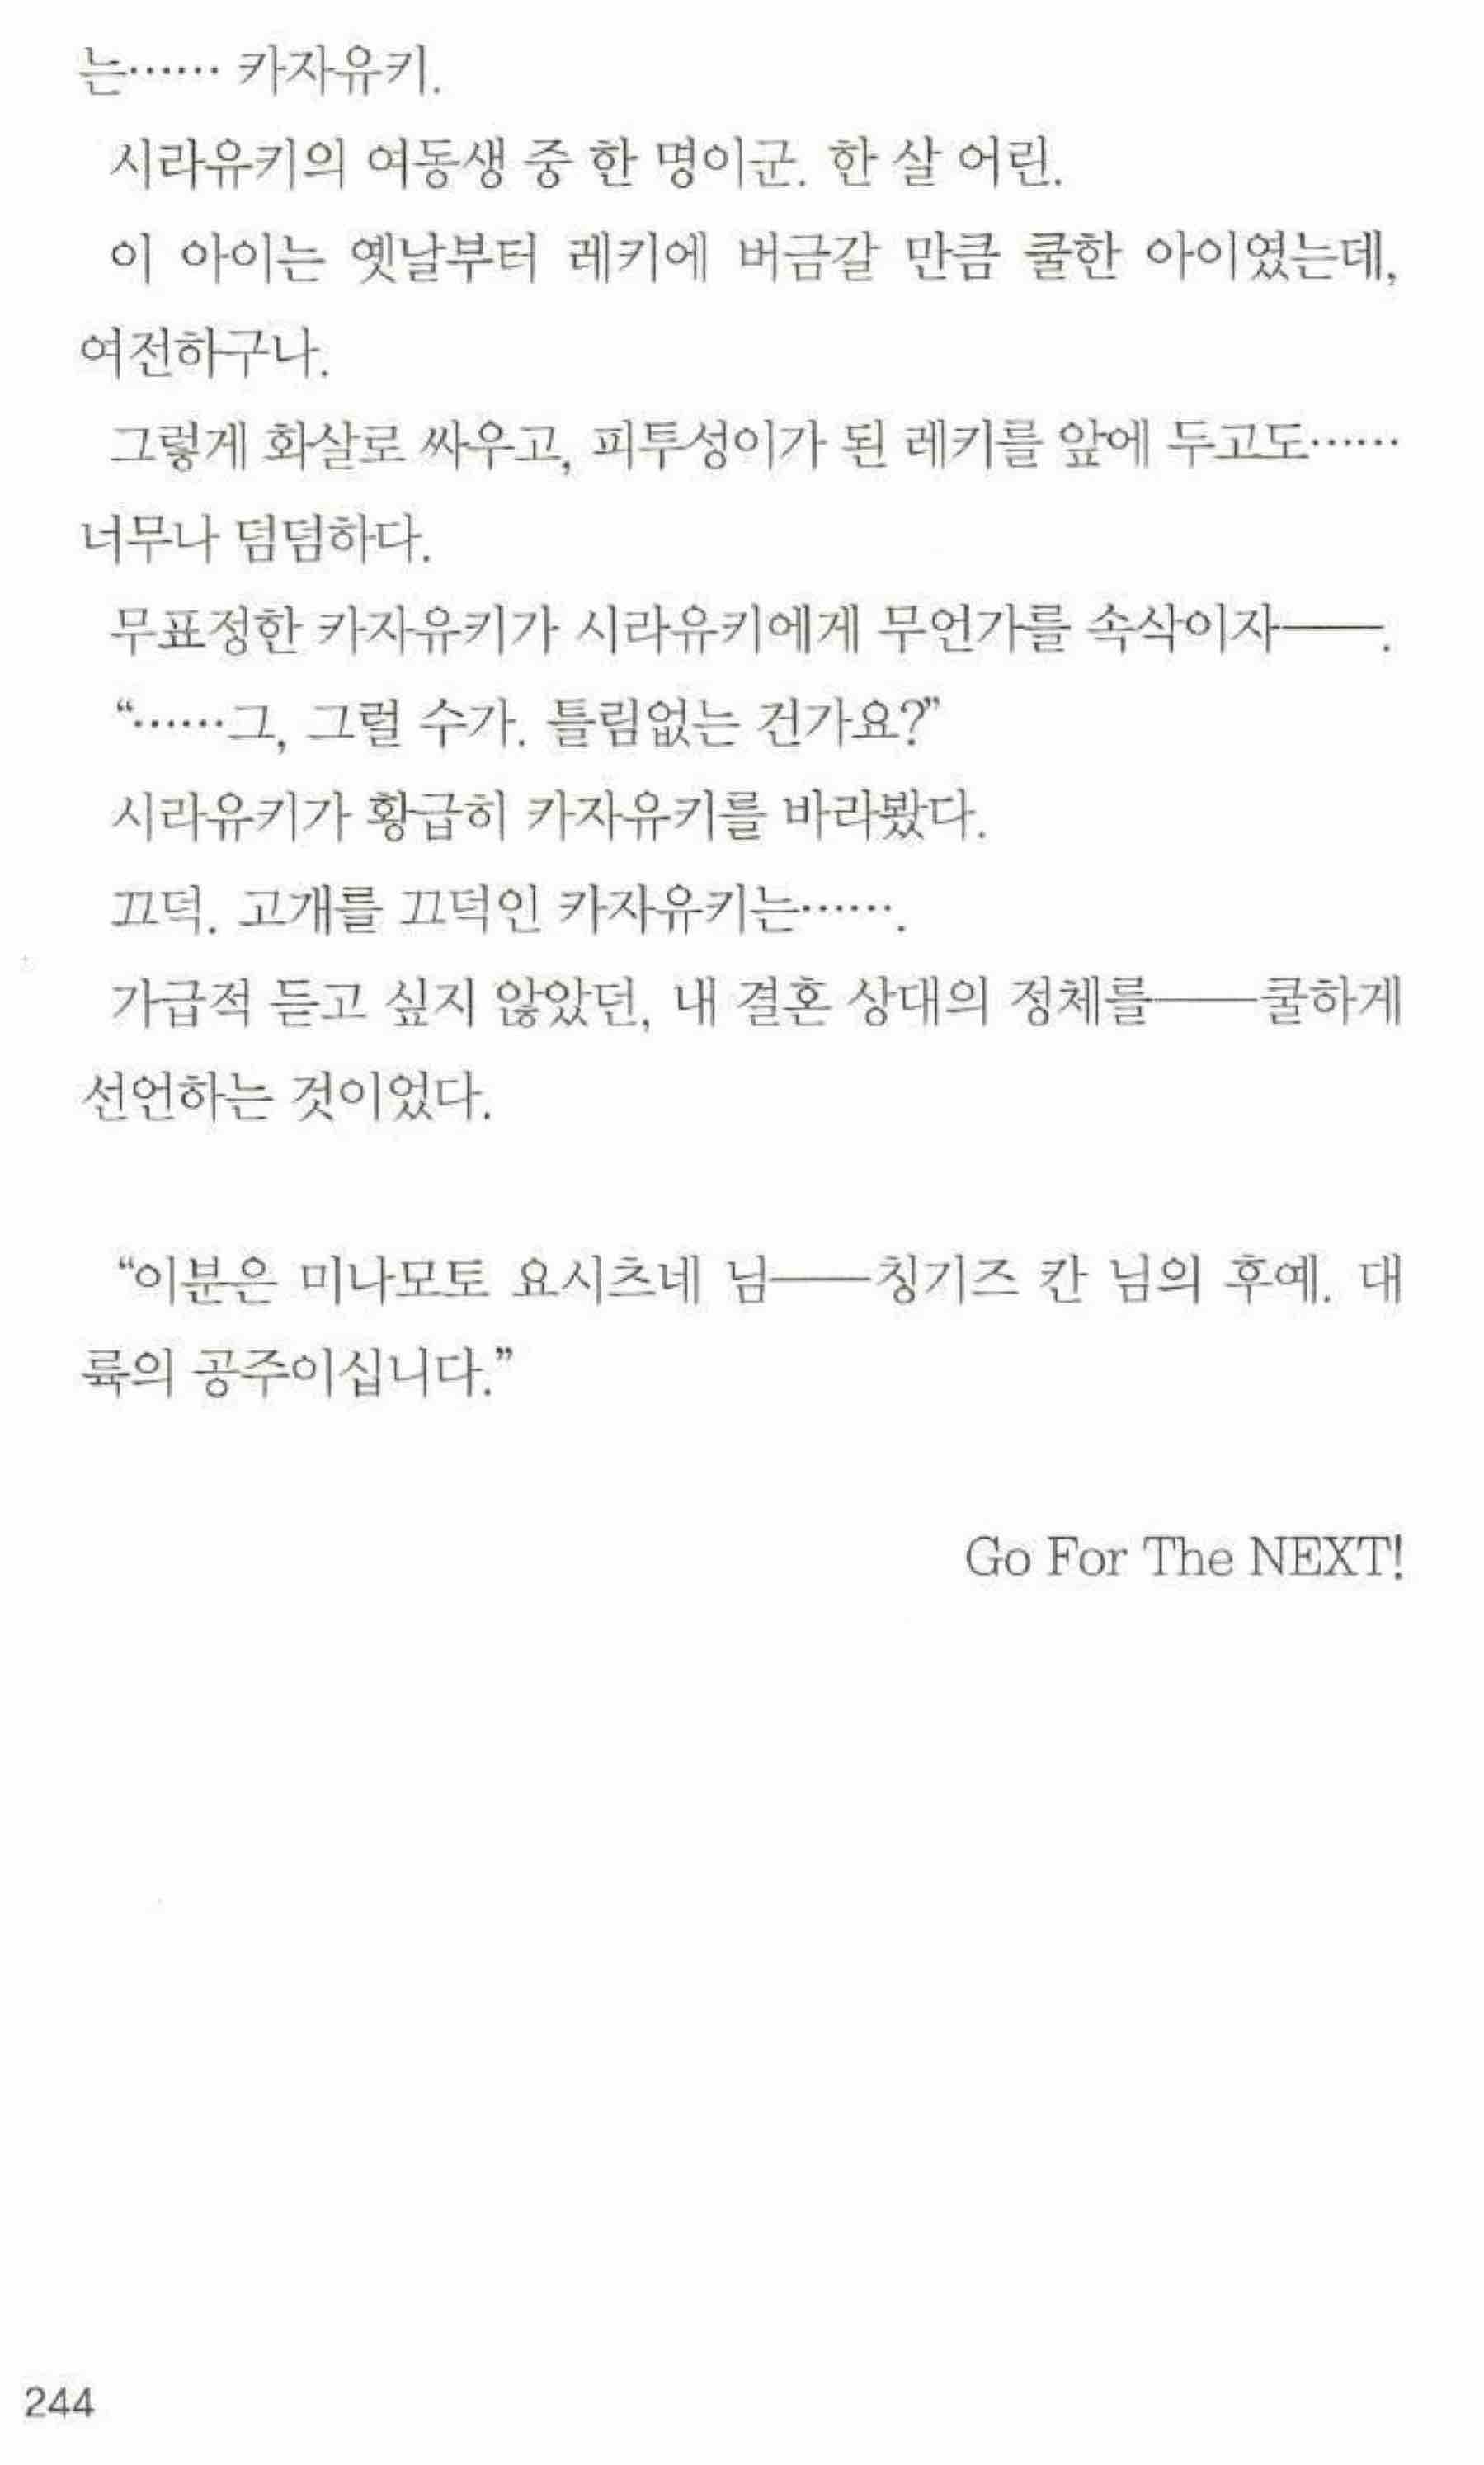 는…… 카자유키.
시라유키의 여동생 중 한 명이군. 한 살 어린.
이 아이는 옛날부터 레키에 버금갈 만큼 쿨한 아이였는데,
여전하구나.
그렇게 화살로 싸우고, 피투성이가 된 레키를 앞에 두고도……
너무나 덤덤하다.
무표정한 카자유키가 시라유키에게 무언가를 속삭이자――.
“……그, 그럴 수가. 틀림없는 건가요?”
시라유키가 황급히 카자유키를 바라봤다.
끄덕. 고개를 끄덕인 카자유키는…….
가급적 듣고 싶지 않았던, 내 결혼 상대의 정체를――쿨하게
선언하는 것이었다.
“이분은 미나모토 요시츠네 님――칭기즈 칸 님의 후예. 대
륙의 공주이십니다.”
Go For The NEXT!
244